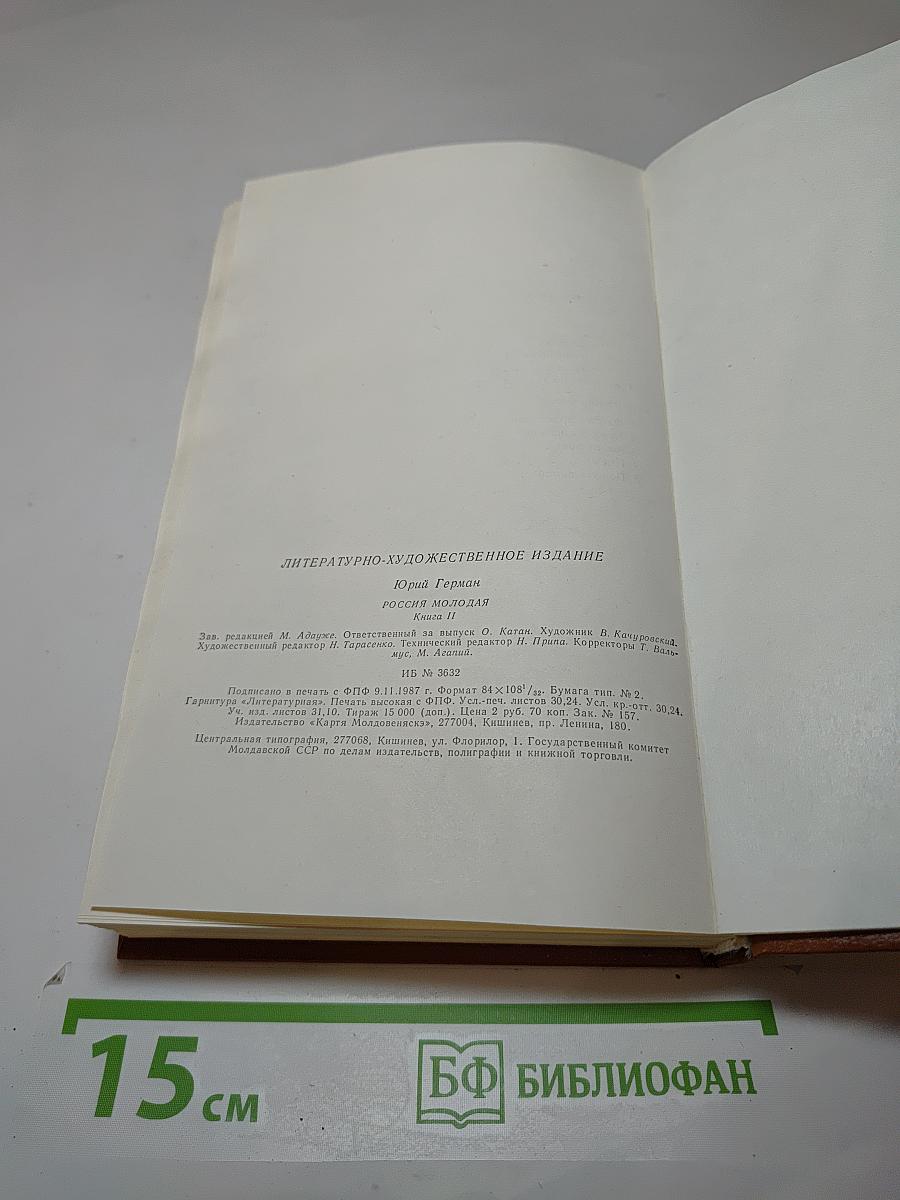 ЛИТЕРАТУРНО-ХУДОЖЕСТВЕННОЕ ИЗДАНИЕ
Юрий Герман
РОССИЯ МОЛОДАЯ
Книга II
Зав. редакцией М. Адауже. Ответственный за выпуск О. Катан. Художник В. Качуровский.
Художественный редактор Н. Тарасенко. Технический редактор Н. Припа. Корректоры Т. Валь-
мус, М. Агапий.
ИБ № 3632
Подписано в печать с ФПФ 9.11.1987 г. Формат 84×108¹/₃₂. Бумага тип. № 2.
Гарнитура «Литературная». Печать высокая с ФПФ. Усл.-печ. листов 30,24. Усл. кр.-отт. 30,24.
Уч. изд. листов 31,10. Тираж 15 000 (доп.). Цена 2 руб. 70 коп. Зак. № 157.
Издательство «Картя Молдовеняскэ», 277004, Кишинев, пр. Ленина, 180.
Центральная типография, 277068, Кишинев, ул. Флорилор, 1. Государственный комитет
Молдавской ССР по делам издательств, полиграфии и книжной торговли.
15 см
БФ БИБЛИОФАН